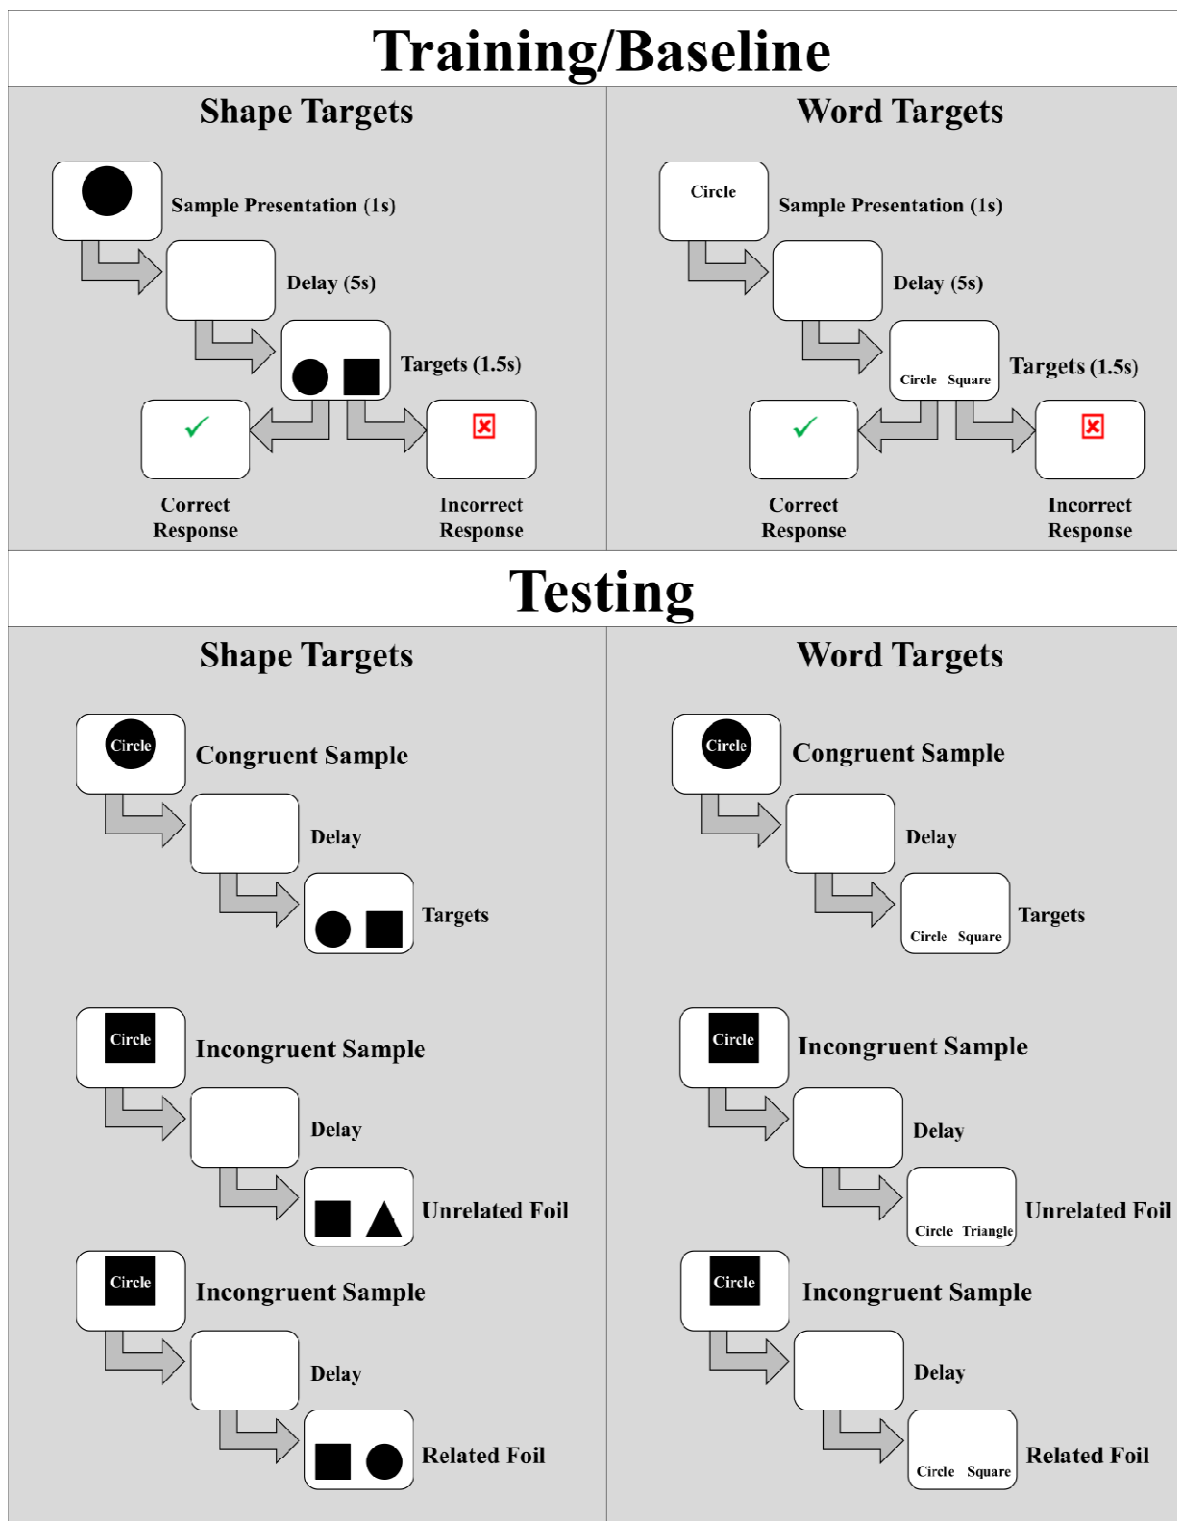 Training/Baseline
Shape Targets
Sample Presentation (1s)
Delay (5s)
Targets (1.5s)
Correct
Response
Incorrect
Response
Word Targets
Circle
Sample Presentation (1s)
Delay (5s)
Circle Square
Targets (1.5s)
Correct
Response
Incorrect
Response
Testing
Shape Targets
Circle
Congruent Sample
Delay
Targets
Circle
Incongruent Sample
Delay
Unrelated Foil
Circle
Incongruent Sample
Delay
Related Foil
Word Targets
Circle
Congruent Sample
Delay
Circle Square
Targets
Circle
Incongruent Sample
Delay
Circle Triangle
Unrelated Foil
Circle
Incongruent Sample
Delay
Circle Square
Related Foil